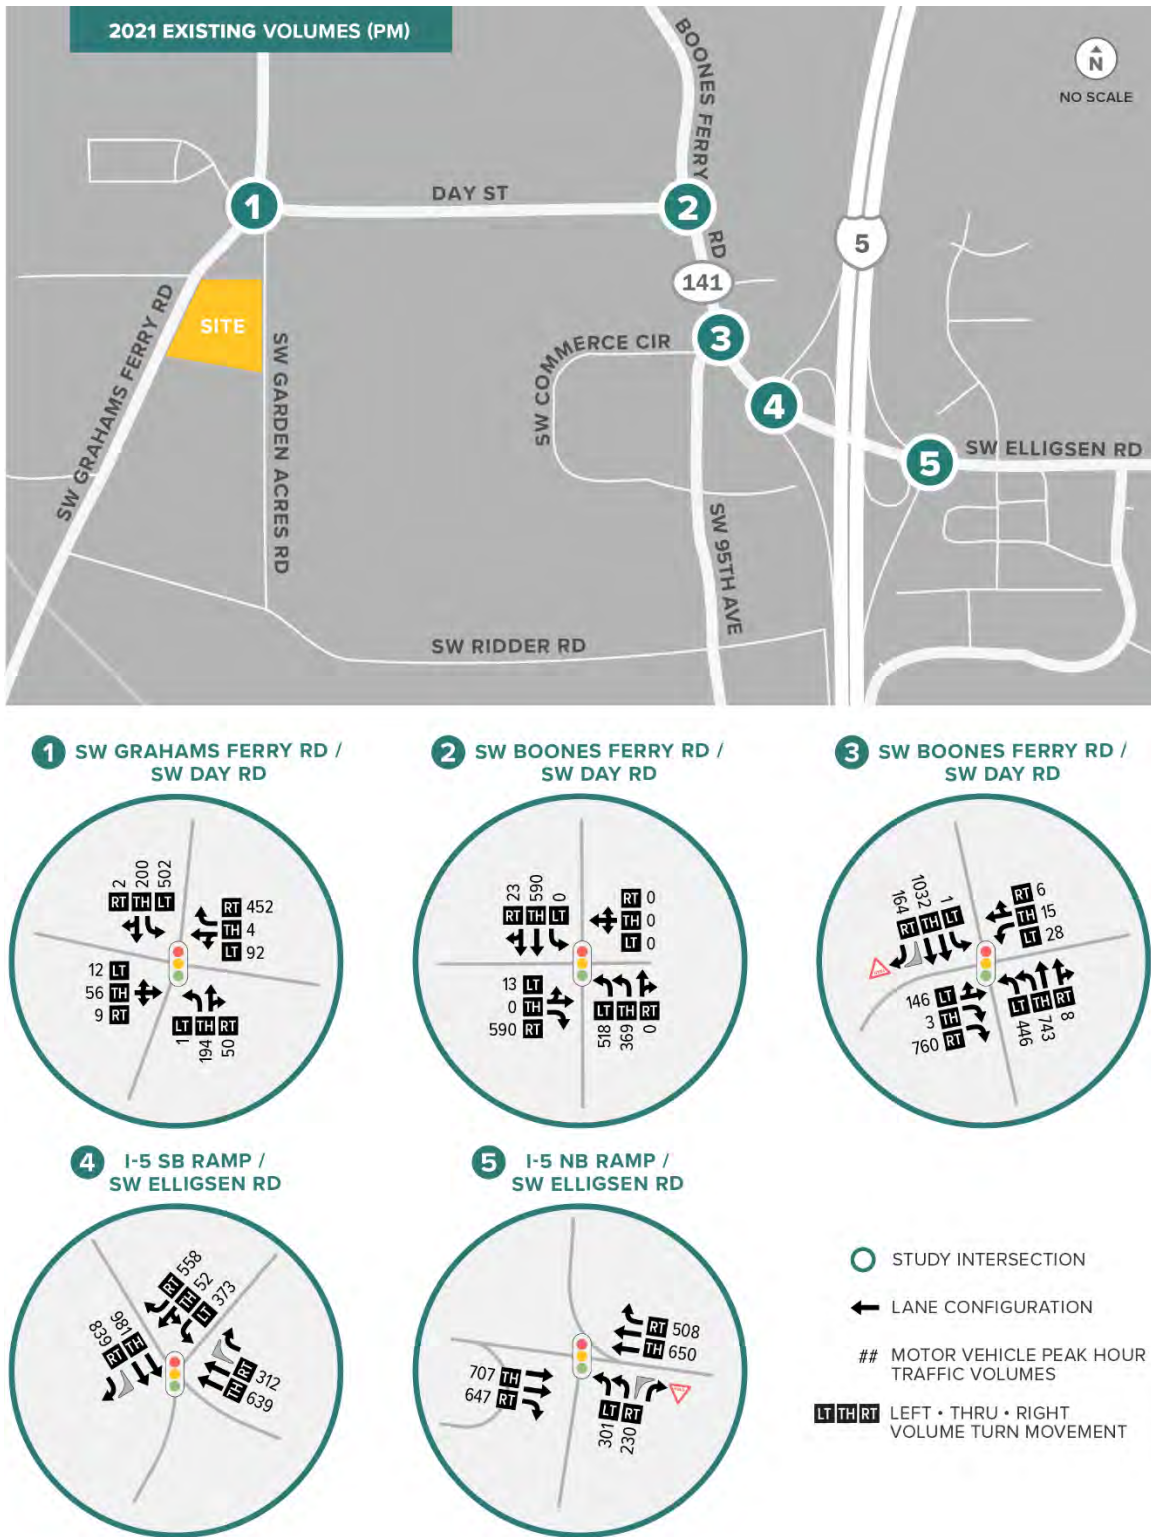 2021 EXISTING VOLUMES (PM)
N
NO SCALE
BOONES FERRY RD
DAY ST
1
2
141
5
3
4
5
SITE
SW GRAHAMS FERRY RD
SW GARDEN ACRES RD
SW COMMERCE CIR
SW ELLIGSEN RD
SW 95TH AVE
SW RIDDER RD
1 SW GRAHAMS FERRY RD /
SW DAY RD
2 200 502
RT TH LT
RT 452
TH 4
LT 92
12 LT
56 TH
9 RT
LT TH RT
1 194 50
2 SW BOONES FERRY RD /
SW DAY RD
23 590 0
RT TH LT
RT 0
TH 0
LT 0
13 LT
0 TH
590 RT
LT TH RT
518 369 0
3 SW BOONES FERRY RD /
SW DAY RD
164 1032 1
RT TH LT
RT 6
TH 15
LT 28
146 LT
3 TH
760 RT
LT TH RT
446 743 8
4 I-5 SB RAMP /
SW ELLIGSEN RD
RT 558
TH 52
LT 373
839 981
RT TH
RT 312
TH 639
5 I-5 NB RAMP /
SW ELLIGSEN RD
RT 508
TH 650
707 TH
647 RT
LT RT
301 230
STUDY INTERSECTION
LANE CONFIGURATION
## MOTOR VEHICLE PEAK HOUR
TRAFFIC VOLUMES
LT TH RT LEFT • THRU • RIGHT
VOLUME TURN MOVEMENT